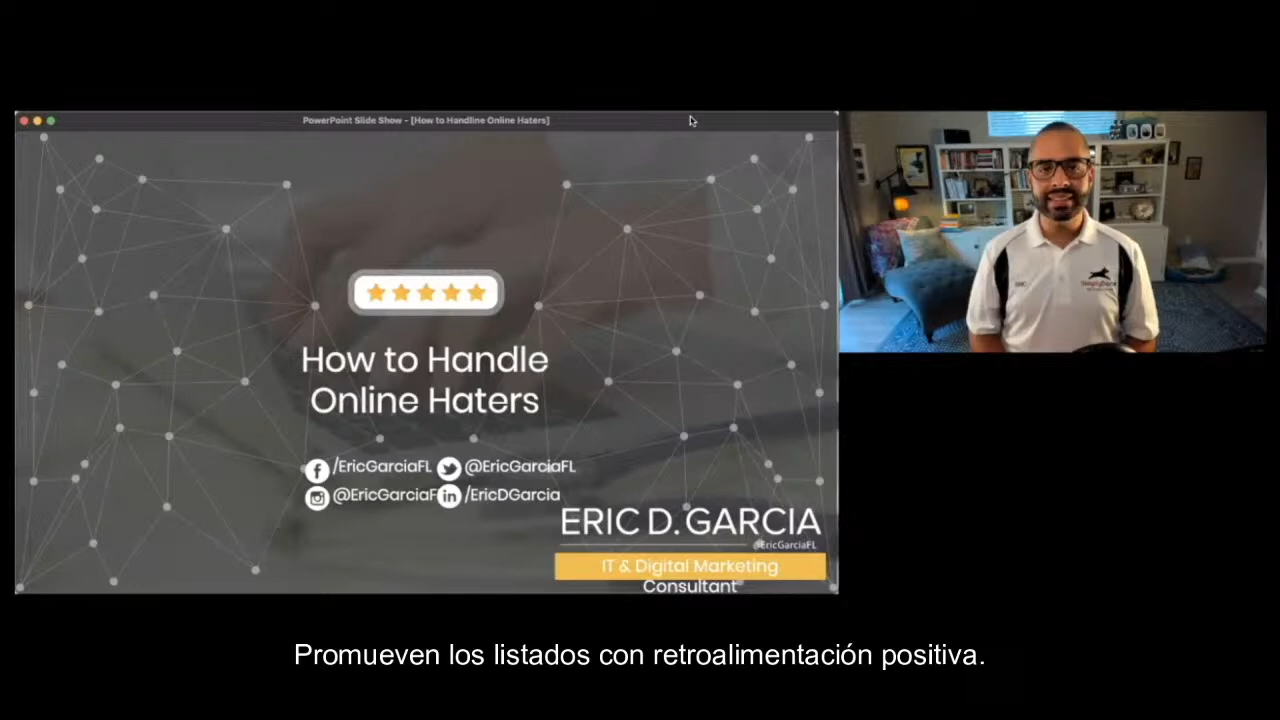 PowerPoint Slide Show - [How to Handline Online Haters]
How to Handle
Online Haters
/EricGarciaFL @EricGarciaFL
@EricGarciaF /EricDGarcia
ERIC D. GARCIA
@EricGarciaFL
IT & Digital Marketing
Consultant
Promueven los listados con retroalimentación positiva.